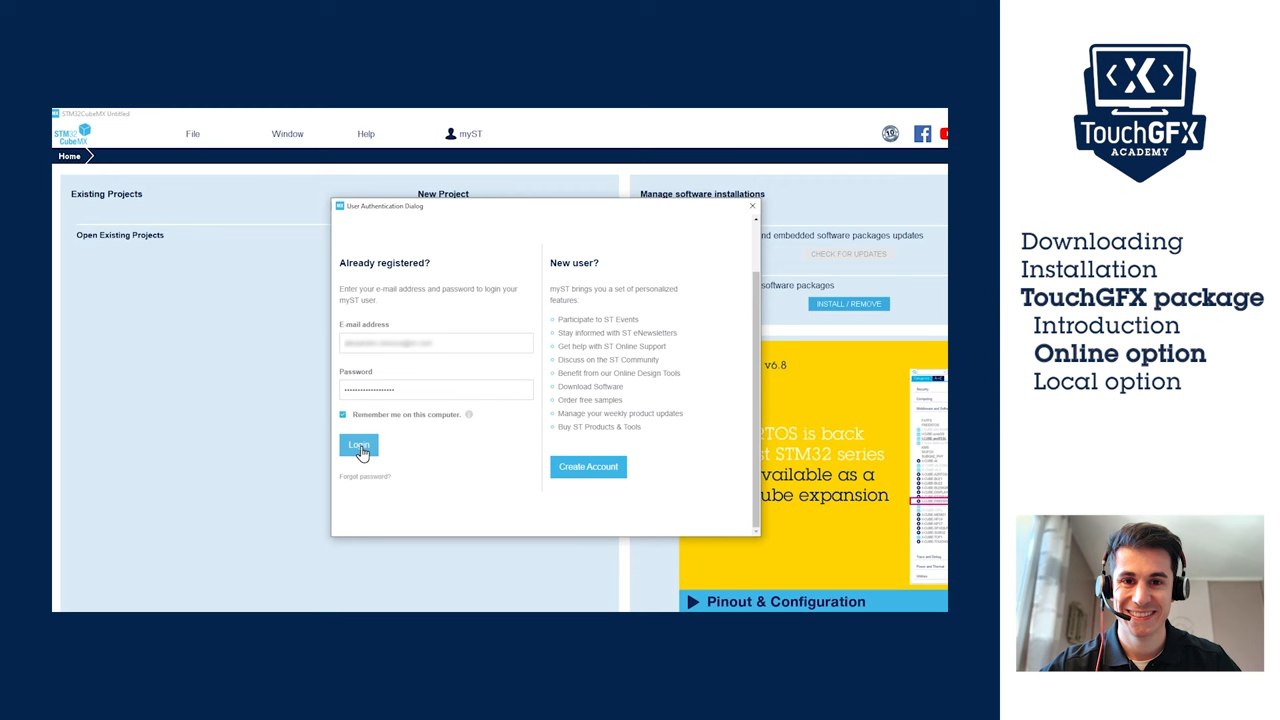 STM32CubeMX Untitled
STM32
CubeMX
File
Window
Help
myST
Home
Existing Projects
New Project
Manage software installations
Open Existing Projects
nd embedded software packages updates
CHECK FOR UPDATES
software packages
INSTALL / REMOVE
User Authentication Dialog
Already registered?
Enter your e-mail address and password to login your
myST user.
E-mail address
Password
Remember me on this computer.
Login
Forgot password?
New user?
myST brings you a set of personalized
features:
Participate to ST Events
Stay informed with ST eNewsletters
Get help with ST Online Support
Discuss on the ST Community
Benefit from our Online Design Tools
Download Software
Order free samples
Manage your weekly product updates
Buy ST Products & Tools
Create Account
v6.8
RTOS is back
st STM32 series
vailable as a
ube expansion
Pinout & Configuration
TouchGFX
ACADEMY
Downloading
Installation
TouchGFX package
Introduction
Online option
Local option